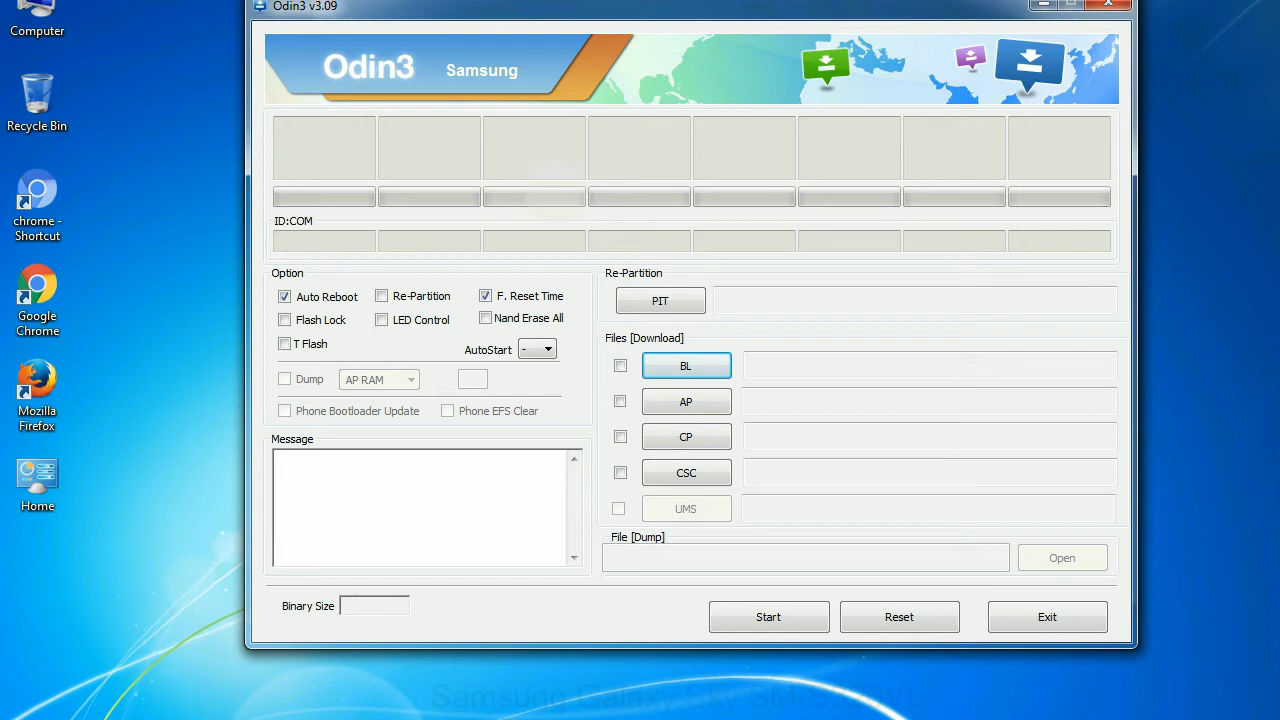 Odin3 v3.09
Computer
Recycle Bin
chrome -
Shortcut
Google
Chrome
Mozilla
Firefox
Home
Odin3 Samsung
ID:COM
Option
Auto Reboot
Re-Partition
F. Reset Time
Flash Lock
LED Control
Nand Erase All
T Flash
AutoStart
-
Dump
AP RAM
Phone Bootloader Update
Phone EFS Clear
Message
Re-Partition
PIT
Files [Download]
BL
AP
CP
CSC
UMS
File [Dump]
Open
Binary Size
Start
Reset
Exit
Samsung Galaxy Sky